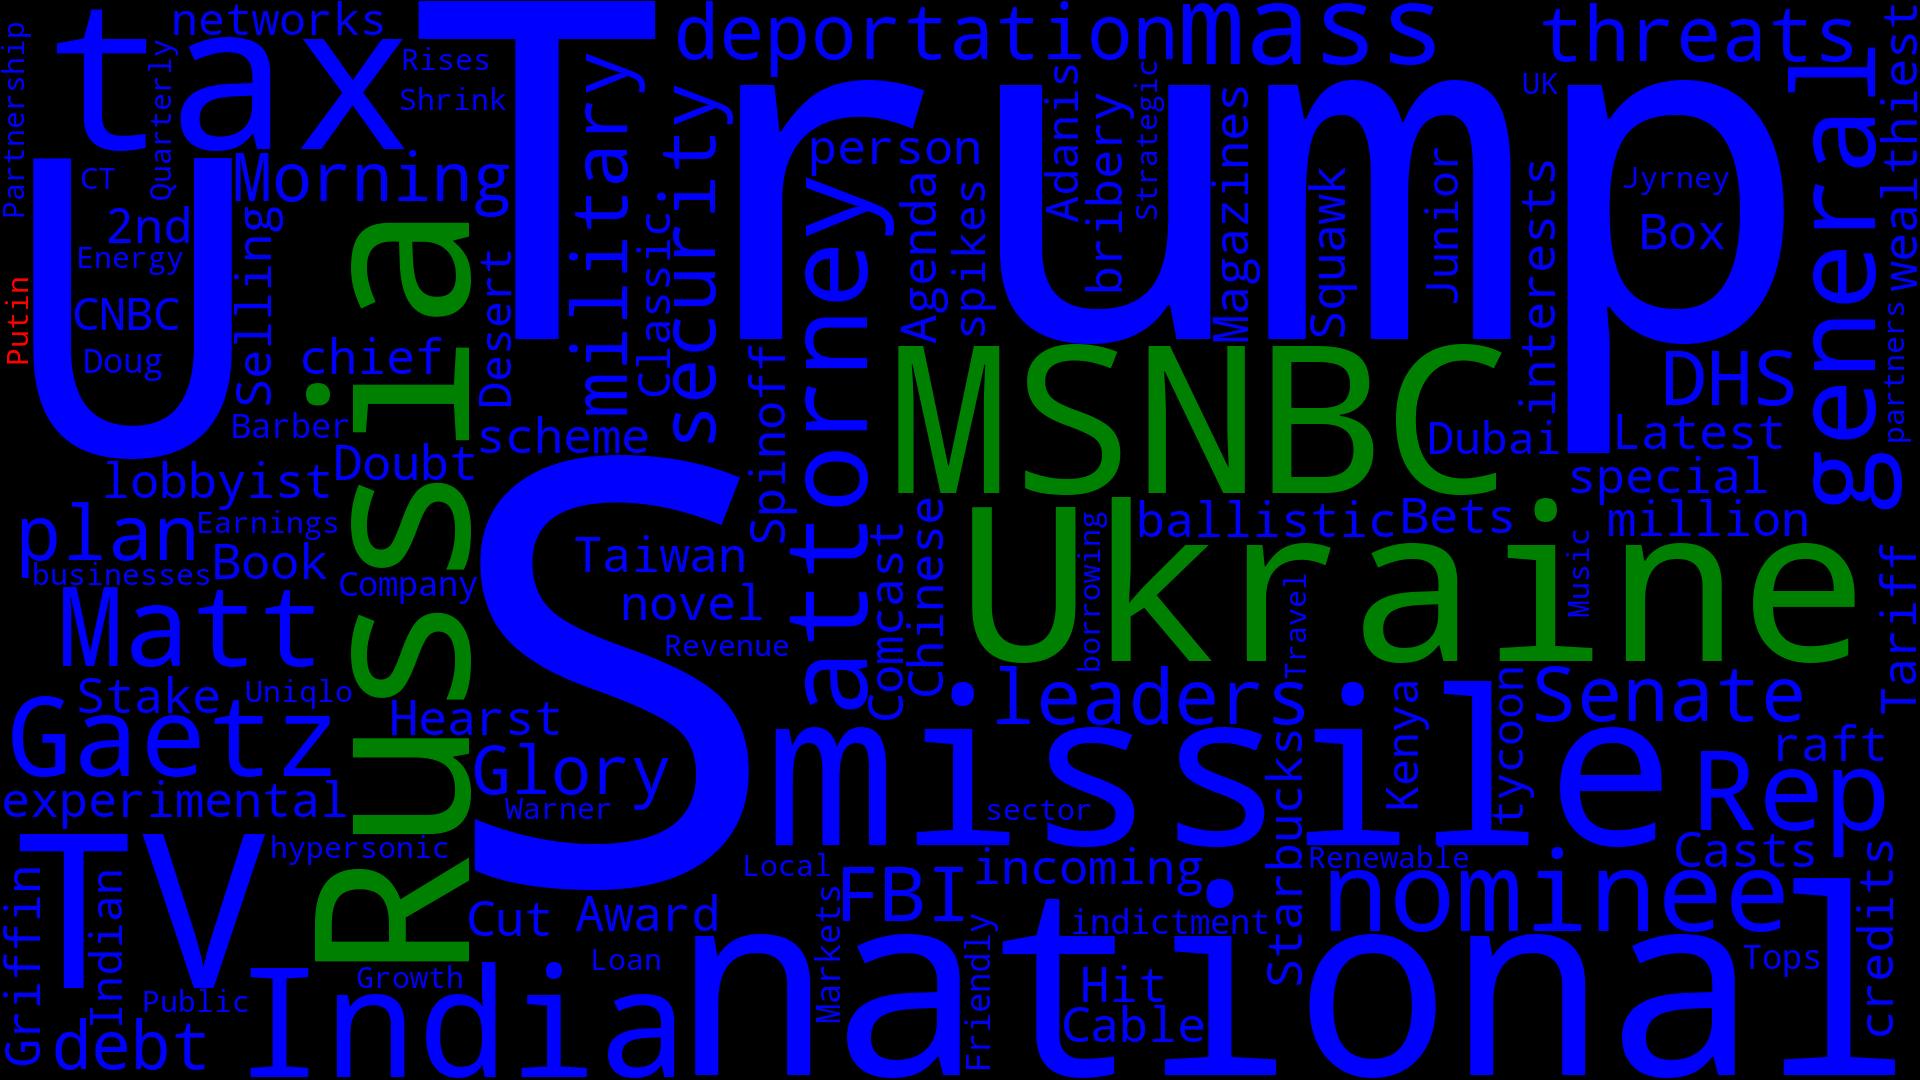 networks
tax
Trump
deportation
mass
threats
Partnership
Quarterly
Rises
Shrink
UK
wealthiest
general
U
CT
Morning
military
security
person
Adanis
Strategic
bribery
Magazines
Squawk
Junior
interests
Jyrney
Box
2nd
Energy
CNBC
Doug
Putin
Selling
Russia
chief
Desert
Classic
attorney
Agenda
spikes
MSNBC
DHS
partners
Barber
Doubt
scheme
Spinoff
Dubai
Latest
lobbyist
special
plan
Earnings
Book
businesses
Company
S
Taiwan
novel
Revenue
Comcast
Chinese
Ukraine
borrowing
ballistic
Bets
million
Music
Travel
Tariff
Matt
Stake
Uniqlo
Gaetz
Hearst
Glory
Warner
leaders
missile
sector
Starbucks
Kenya
tycoon
Senate
raft
Rep
experimental
TV
hypersonic
Local
FBI
incoming
Renewable
nominee
Casts
credits
Griffin
Indian
Cut
Award
Loan
Markets
national
Friendly
indictment
Hit
Cable
Tops
Public
Growth
debt
India